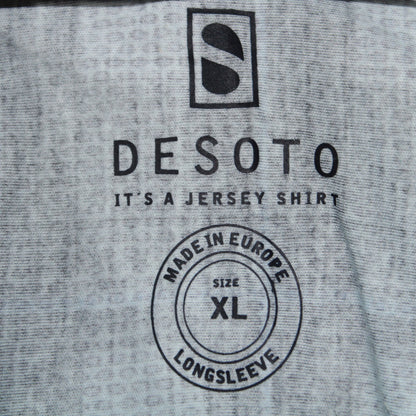 S
DESOTO
IT'S A JERSEY SHIRT
MADE IN EUROPE
SIZE
XL
LONGSLEEVE